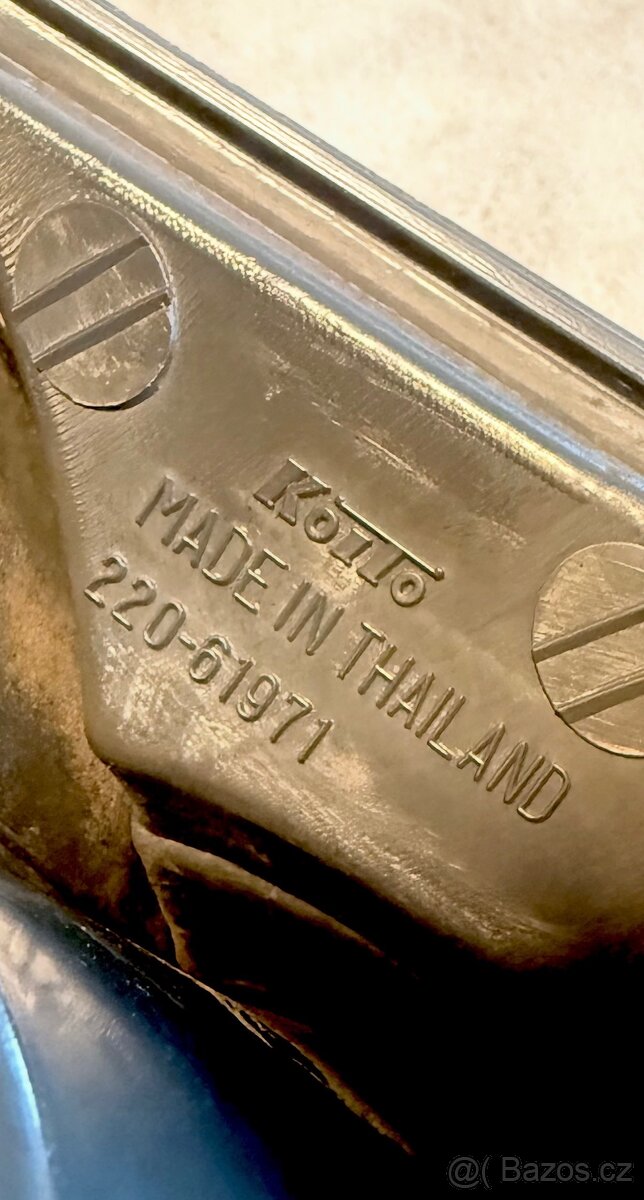 Koito
MADE IN THAILAND
220-61971
@( Bazos.cz